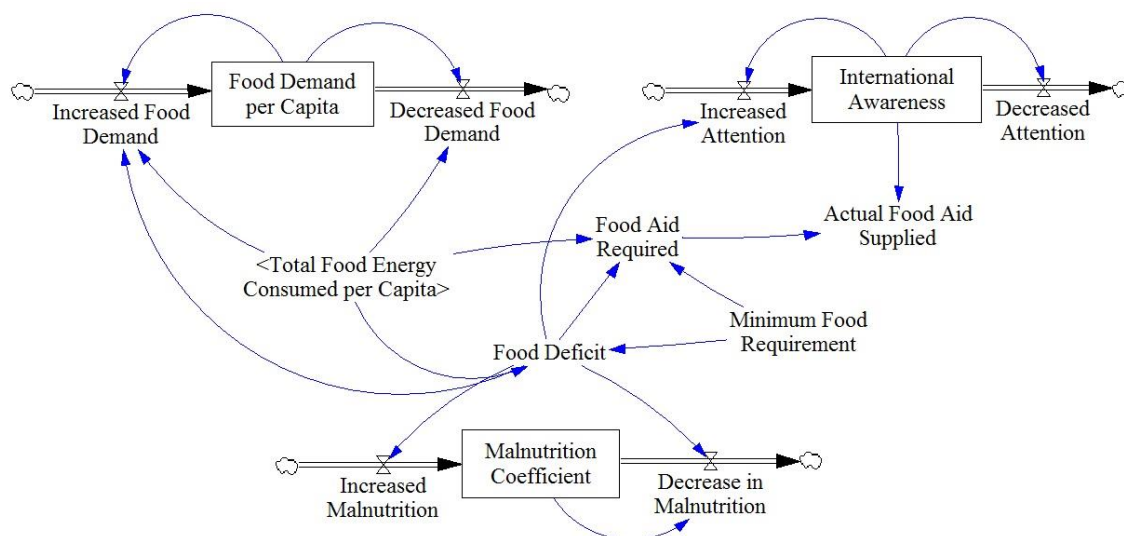 Food Demand
per Capita
Increased Food
Demand
Decreased Food
Demand
International
Awareness
Increased
Attention
Decreased
Attention
Food Aid
Required
Actual Food Aid
Supplied
<Total Food Energy
Consumed per Capita>
Minimum Food
Requirement
Food Deficit
Malnutrition
Coefficient
Increased
Malnutrition
Decrease in
Malnutrition